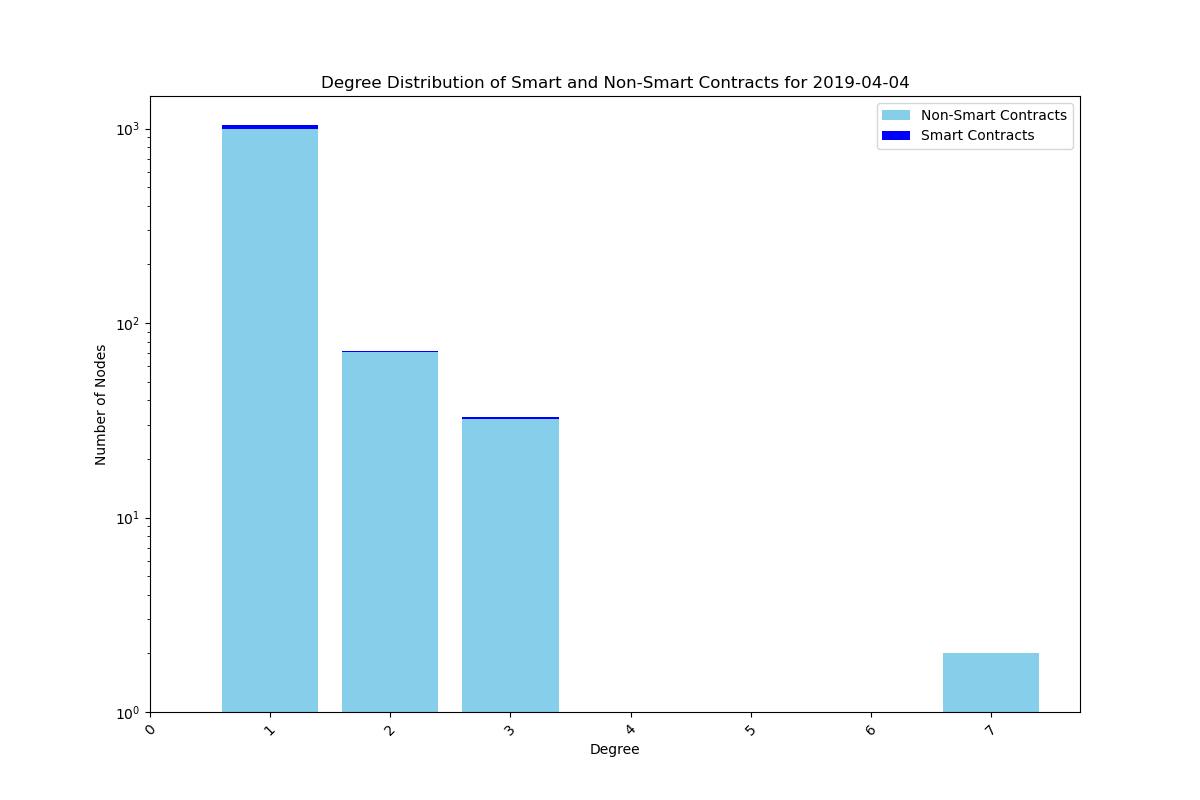 Degree Distribution of Smart and Non-Smart Contracts for 2019-04-04
Non-Smart Contracts
Smart Contracts
10³
10²
10¹
10⁰
Number of Nodes
0 1 2 3 4 5 6 7
Degree